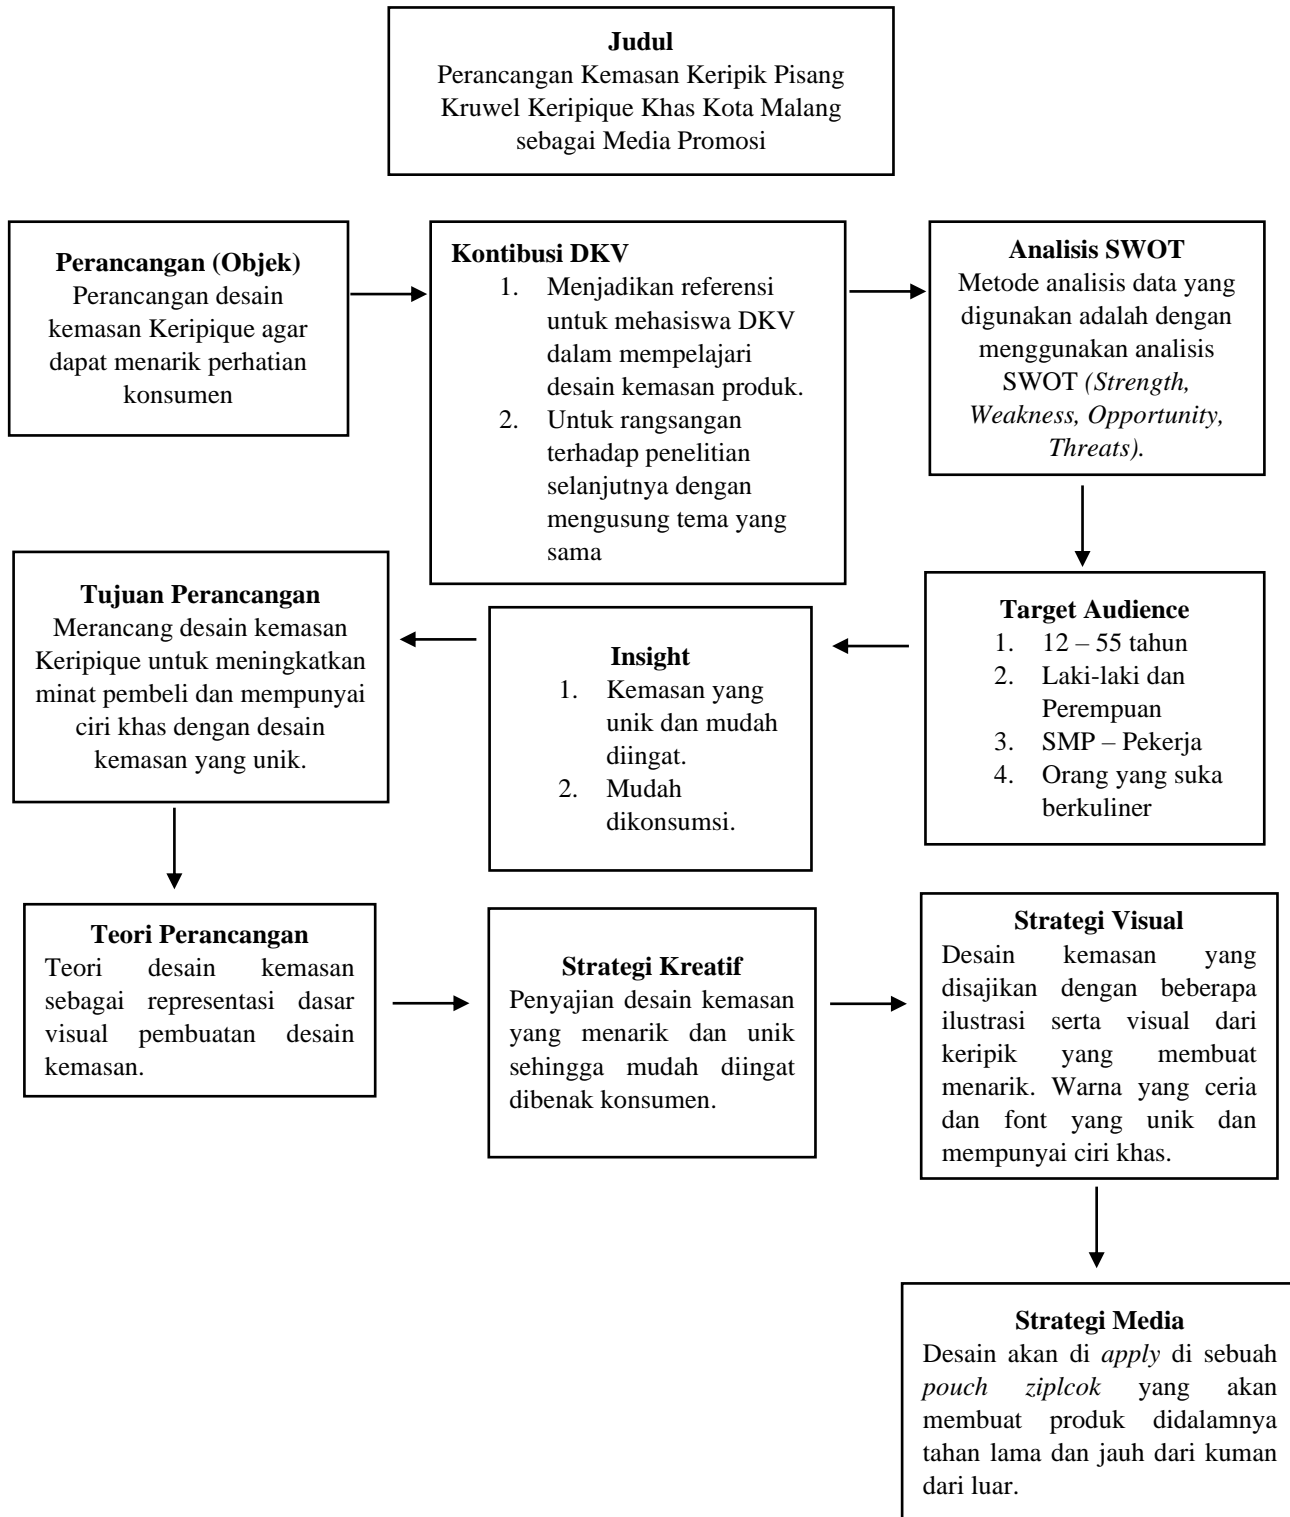 Judul
Perancangan Kemasan Keripik Pisang
Kruwel Keripique Khas Kota Malang
sebagai Media Promosi
Perancangan (Objek)
Perancangan desain
kemasan Keripique agar
dapat menarik perhatian
konsumen
Kontibusi DKV
1. Menjadikan referensi
untuk mehasiswa DKV
dalam mempelajari
desain kemasan produk.
2. Untuk rangsangan
terhadap penelitian
selanjutnya dengan
mengusung tema yang
sama
Analisis SWOT
Metode analisis data yang
digunakan adalah dengan
menggunakan analisis
SWOT (Strength,
Weakness, Opportunity,
Threats).
Target Audience
1. 12 – 55 tahun
2. Laki-laki dan
Perempuan
3. SMP – Pekerja
4. Orang yang suka
berkuliner
Insight
1. Kemasan yang
unik dan mudah
diingat.
2. Mudah
dikonsumsi.
Tujuan Perancangan
Merancang desain kemasan
Keripique untuk meningkatkan
minat pembeli dan mempunyai
ciri khas dengan desain
kemasan yang unik.
Teori Perancangan
Teori desain kemasan
sebagai representasi dasar
visual pembuatan desain
kemasan.
Strategi Kreatif
Penyajian desain kemasan
yang menarik dan unik
sehingga mudah diingat
dibenak konsumen.
Strategi Visual
Desain kemasan yang
disajikan dengan beberapa
ilustrasi serta visual dari
keripik yang membuat
menarik. Warna yang ceria
dan font yang unik dan
mempunyai ciri khas.
Strategi Media
Desain akan di apply di sebuah
pouch ziplcok yang akan
membuat produk didalamnya
tahan lama dan jauh dari kuman
dari luar.